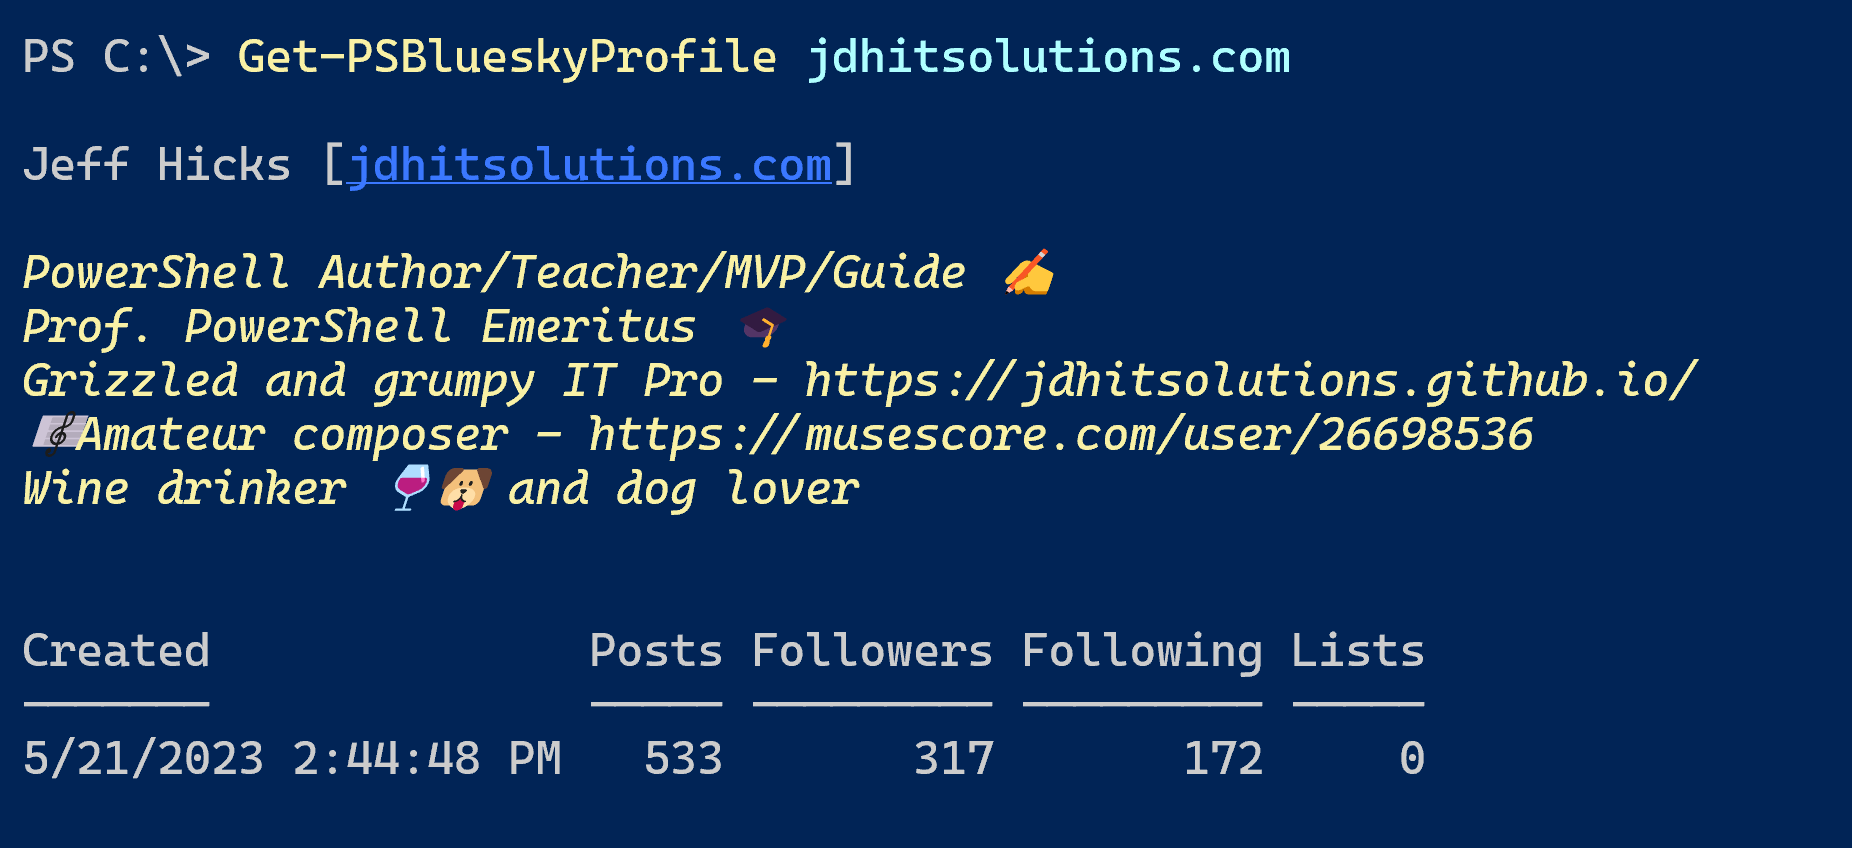 PS C:\> Get-PSBlueskyProfile jdhitsolutions.com
Jeff Hicks [jdhitsolutions.com]
PowerShell Author/Teacher/MVP/Guide ✍️
Prof. PowerShell Emeritus 🎓
Grizzled and grumpy IT Pro - https://jdhitsolutions.github.io/
🎼Amateur composer - https://musescore.com/user/26698536
Wine drinker 🍷🐶 and dog lover
Created Posts Followers Following Lists
5/21/2023 2:44:48 PM 533 317 172 0